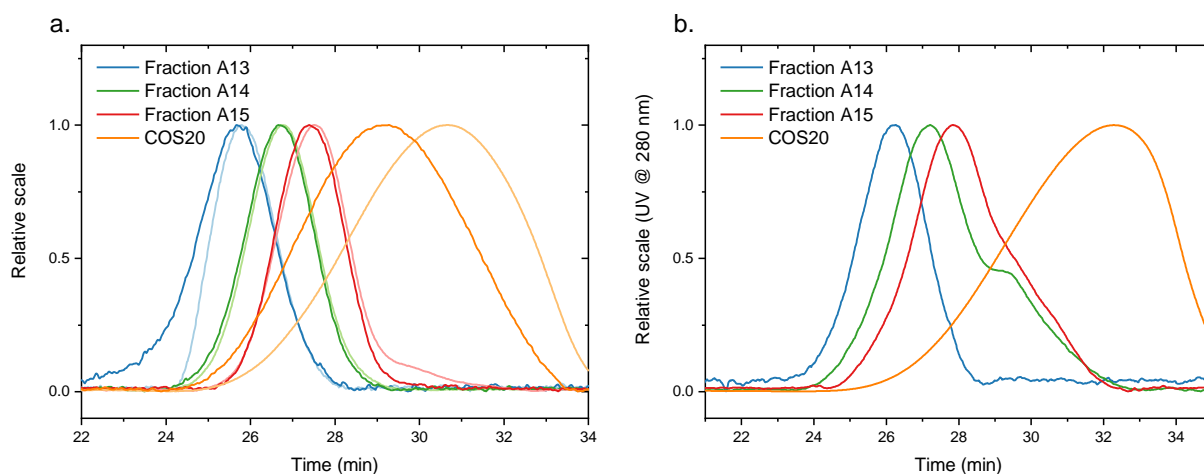 a.
Fraction A13
Fraction A14
Fraction A15
COS20
1.0
0.5
0.0
Relative scale
22 24 26 28 30 32 34
Time (min)
b.
Fraction A13
Fraction A14
Fraction A15
COS20
1.0
0.5
0.0
Relative scale (UV @ 280 nm)
22 24 26 28 30 32 34
Time (min)